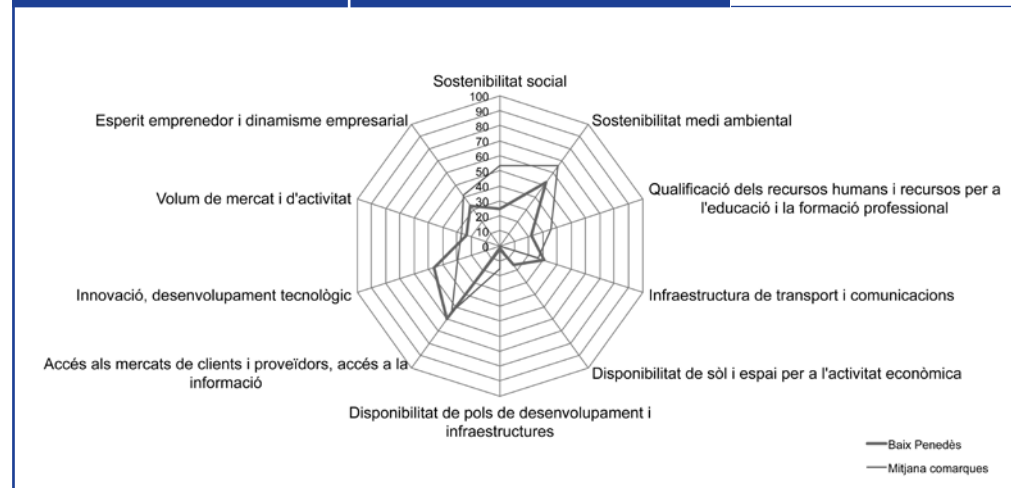 Sostenibilitat social
100
90
80
70
60
50
40
30
20
10
0
Esperit emprenedor i dinamisme empresarial
Sostenibilitat medi ambiental
Volum de mercat i d'activitat
Qualificació dels recursos humans i recursos per a
l'educació i la formació professional
Innovació, desenvolupament tecnològic
Infraestructura de transport i comunicacions
Accés als mercats de clients i proveïdors, accés a la
informació
Disponibilitat de sòl i espai per a l'activitat econòmica
Disponibilitat de pols de desenvolupament i
infraestructures
Baix Penedès
Mitjana comarques